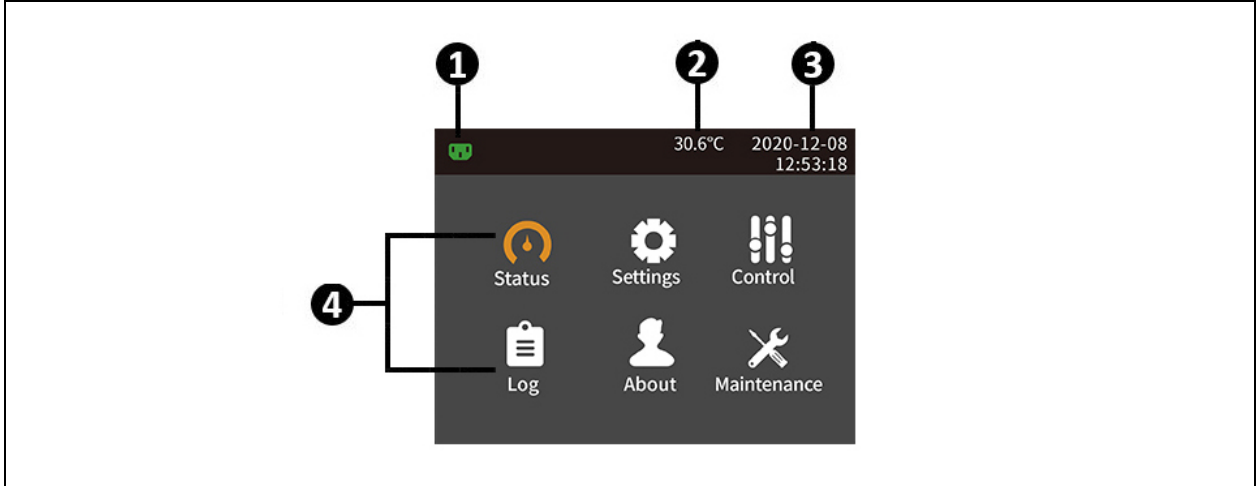 1 2 3
30.6°C 2020-12-08
12:53:18
Status Settings Control
4
Log About Maintenance